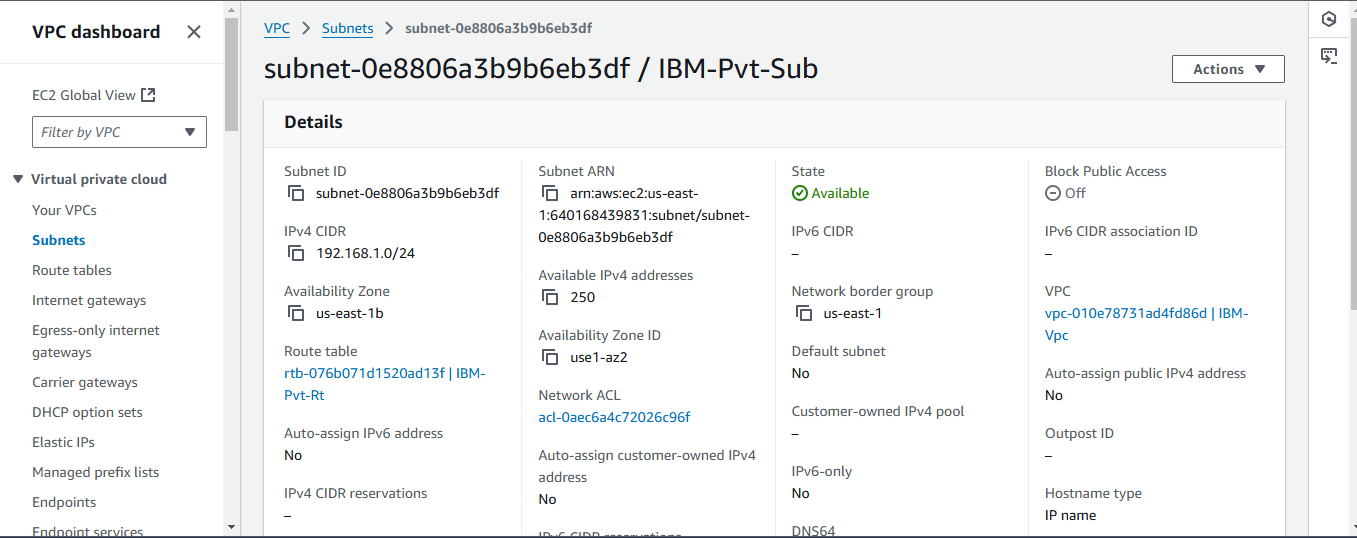 VPC dashboard
EC2 Global View
Filter by VPC
Virtual private cloud
Your VPCs
Subnets
Route tables
Internet gateways
Egress-only internet
gateways
Carrier gateways
DHCP option sets
Elastic IPs
Managed prefix lists
Endpoints
Endpoint services
VPC > Subnets > subnet-0e8806a3b9b6eb3df
subnet-0e8806a3b9b6eb3df / IBM-Pvt-Sub
Actions
Details
Subnet ID
subnet-0e8806a3b9b6eb3df
IPv4 CIDR
192.168.1.0/24
Availability Zone
us-east-1b
Route table
rtb-076b071d1520ad13f | IBM-
Pvt-Rt
Auto-assign IPv6 address
No
IPv4 CIDR reservations
–
Subnet ARN
arn:aws:ec2:us-east-
1:640168439831:subnet/subnet-
0e8806a3b9b6eb3df
Available IPv4 addresses
250
Availability Zone ID
use1-az2
Network ACL
acl-0aec6a4c72026c96f
Auto-assign customer-owned IPv4
address
No
IPv6 CIDR reservations
State
Available
IPv6 CIDR
–
Network border group
us-east-1
Default subnet
No
Customer-owned IPv4 pool
–
IPv6-only
No
DNS64
Block Public Access
Off
IPv6 CIDR association ID
–
VPC
vpc-010e78731ad4fd86d | IBM-
Vpc
Auto-assign public IPv4 address
No
Outpost ID
–
Hostname type
IP name